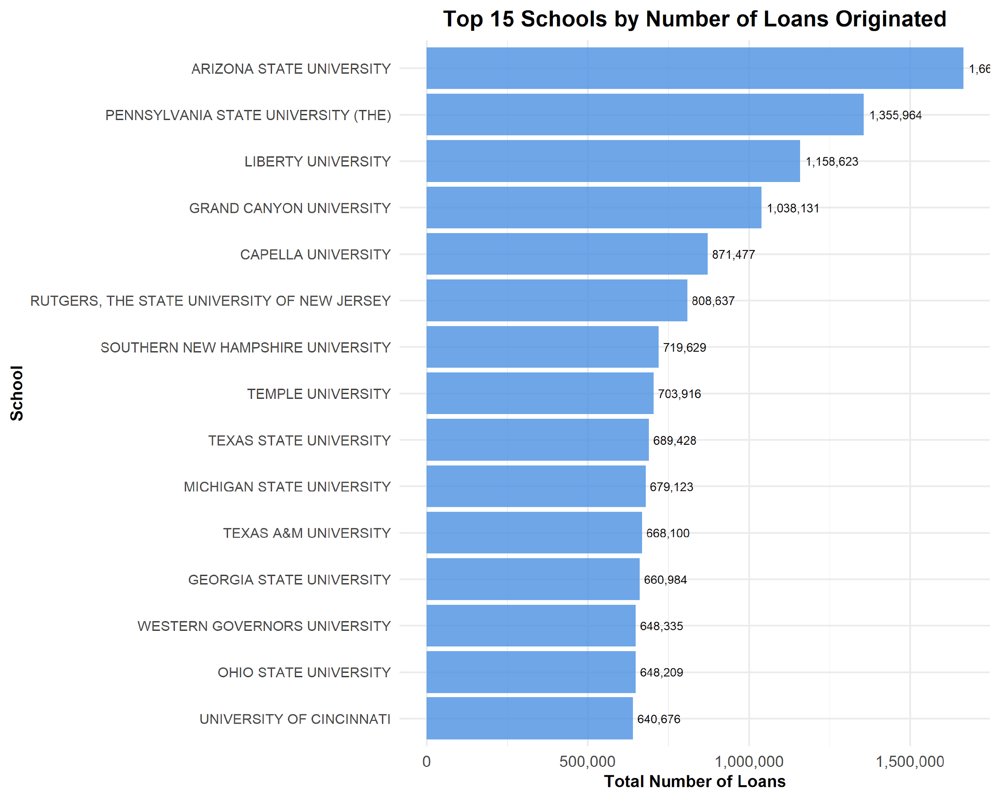 Top 15 Schools by Number of Loans Originated
ARIZONA STATE UNIVERSITY 1,66
PENNSYLVANIA STATE UNIVERSITY (THE) 1,355,964
LIBERTY UNIVERSITY 1,158,623
GRAND CANYON UNIVERSITY 1,038,131
CAPELLA UNIVERSITY 871,477
RUTGERS, THE STATE UNIVERSITY OF NEW JERSEY 808,637
SOUTHERN NEW HAMPSHIRE UNIVERSITY 719,629
TEMPLE UNIVERSITY 703,916
TEXAS STATE UNIVERSITY 689,428
MICHIGAN STATE UNIVERSITY 679,123
TEXAS A&M UNIVERSITY 668,100
GEORGIA STATE UNIVERSITY 660,984
WESTERN GOVERNORS UNIVERSITY 648,335
OHIO STATE UNIVERSITY 648,209
UNIVERSITY OF CINCINNATI 640,676
School
0 500,000 1,000,000 1,500,000
Total Number of Loans